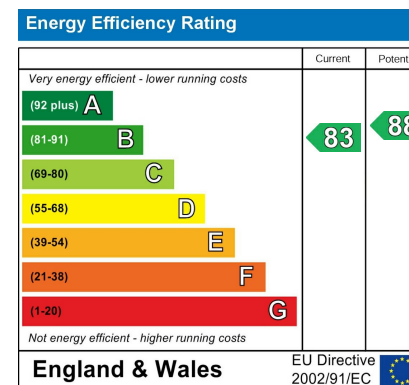 Energy Efficiency Rating
Current Potent
Very energy efficient - lower running costs
(92 plus) A
(81-91) B
(69-80) C
(55-68) D
(39-54) E
(21-38) F
(1-20) G
83
88
Not energy efficient - higher running costs
England & Wales
EU Directive
2002/91/EC